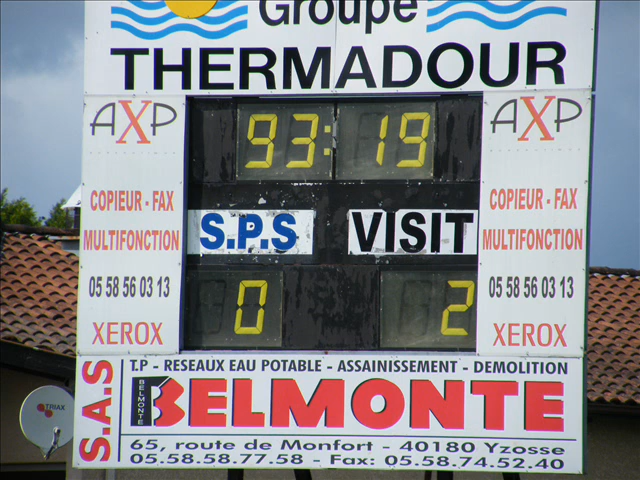 Groupe
THERMADOUR
AXP
93:19
AXP
COPIEUR - FAX
MULTIFONCTION
S.P.S
VISIT
COPIEUR - FAX
MULTIFONCTION
05 58 56 03 13
0
2
05 58 56 03 13
XEROX
XEROX
S.A.S
T.P - RESEAUX EAU POTABLE - ASSAINISSEMENT - DEMOLITION
BELMONTE
BELMONTE
65, route de Monfort - 40180 Yzosse
05.58.58.77.58 - Fax: 05.58.74.52.40
TRIAX